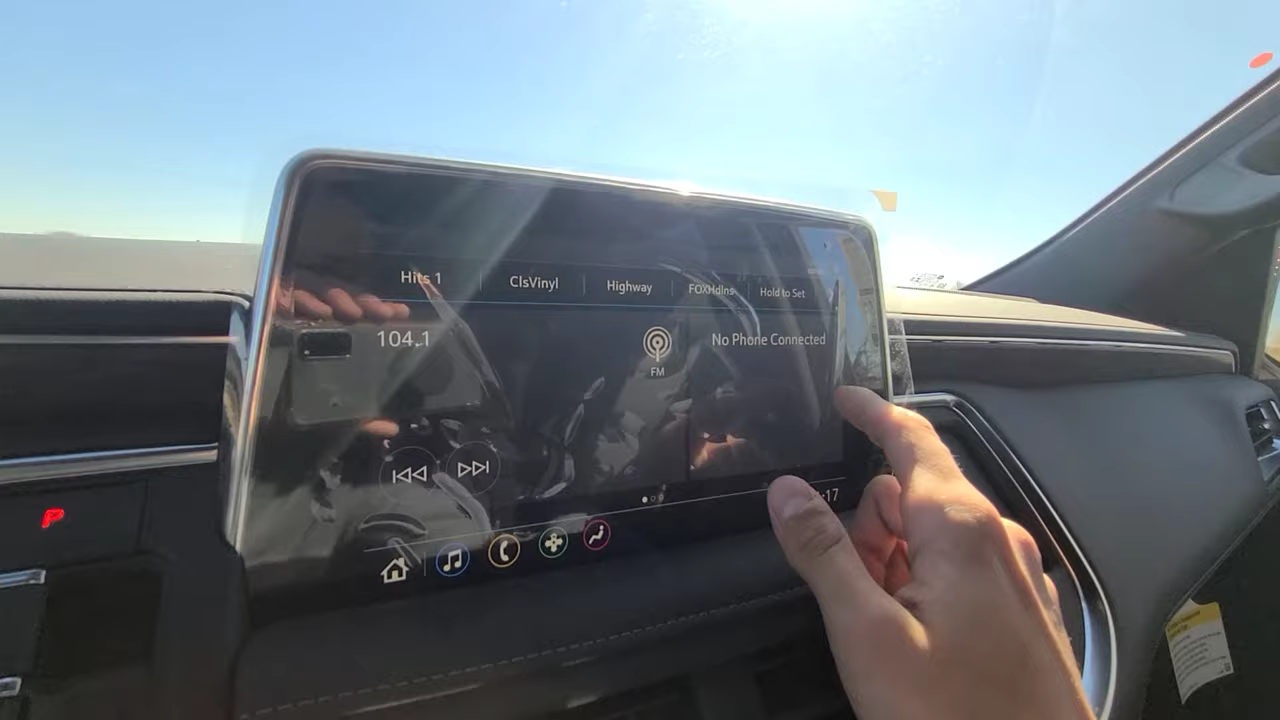 Hits 1
ClsVinyl
Highway
FOXHdlns
Hold to Set
104.1
FM
No Phone Connected
P